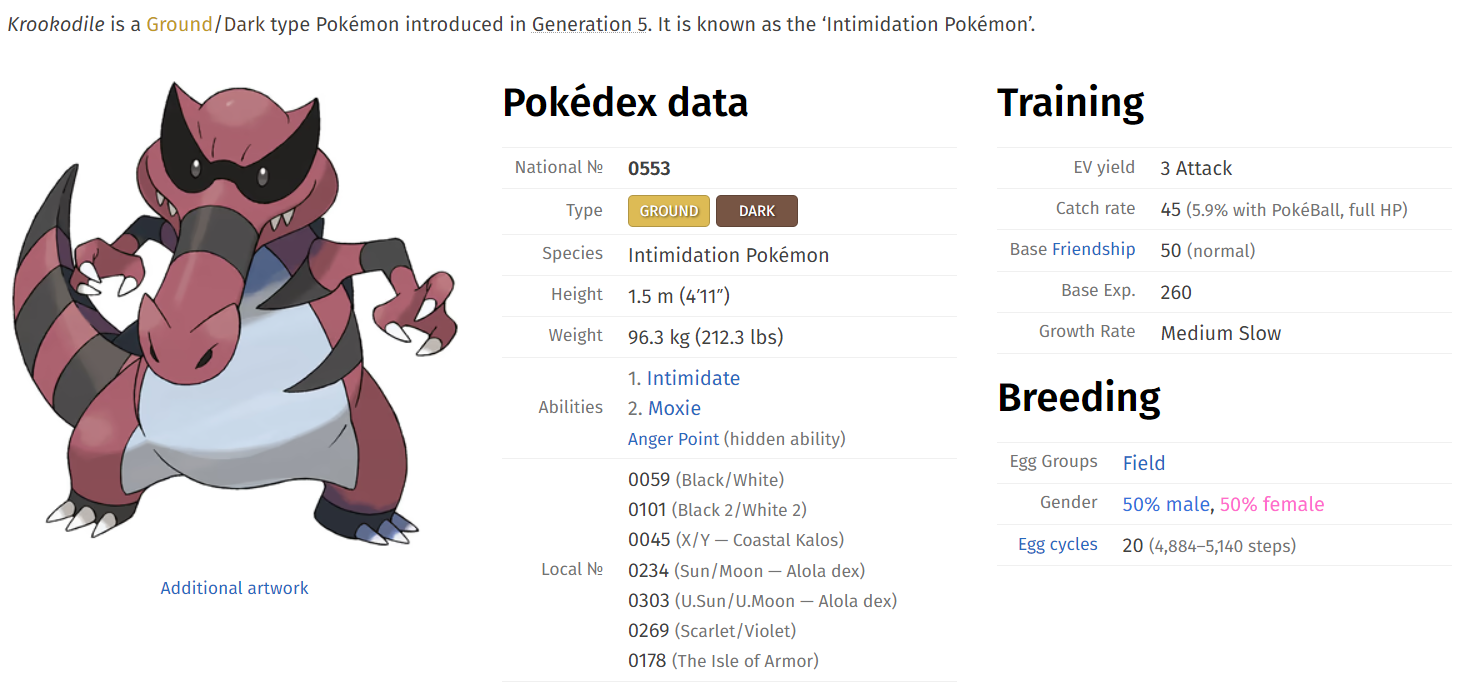 Krookodile is a Ground/Dark type Pokémon introduced in Generation 5. It is known as the ‘Intimidation Pokémon’.
Additional artwork
Pokédex data
National № 0553
Type GROUND DARK
Species Intimidation Pokémon
Height 1.5 m (4′11″)
Weight 96.3 kg (212.3 lbs)
Abilities
1. Intimidate
2. Moxie
Anger Point (hidden ability)
Local №
0059 (Black/White)
0101 (Black 2/White 2)
0045 (X/Y — Coastal Kalos)
0234 (Sun/Moon — Alola dex)
0303 (U.Sun/U.Moon — Alola dex)
0269 (Scarlet/Violet)
0178 (The Isle of Armor)
Training
EV yield 3 Attack
Catch rate 45 (5.9% with PokéBall, full HP)
Base Friendship 50 (normal)
Base Exp. 260
Growth Rate Medium Slow
Breeding
Egg Groups Field
Gender 50% male, 50% female
Egg cycles 20 (4,884–5,140 steps)